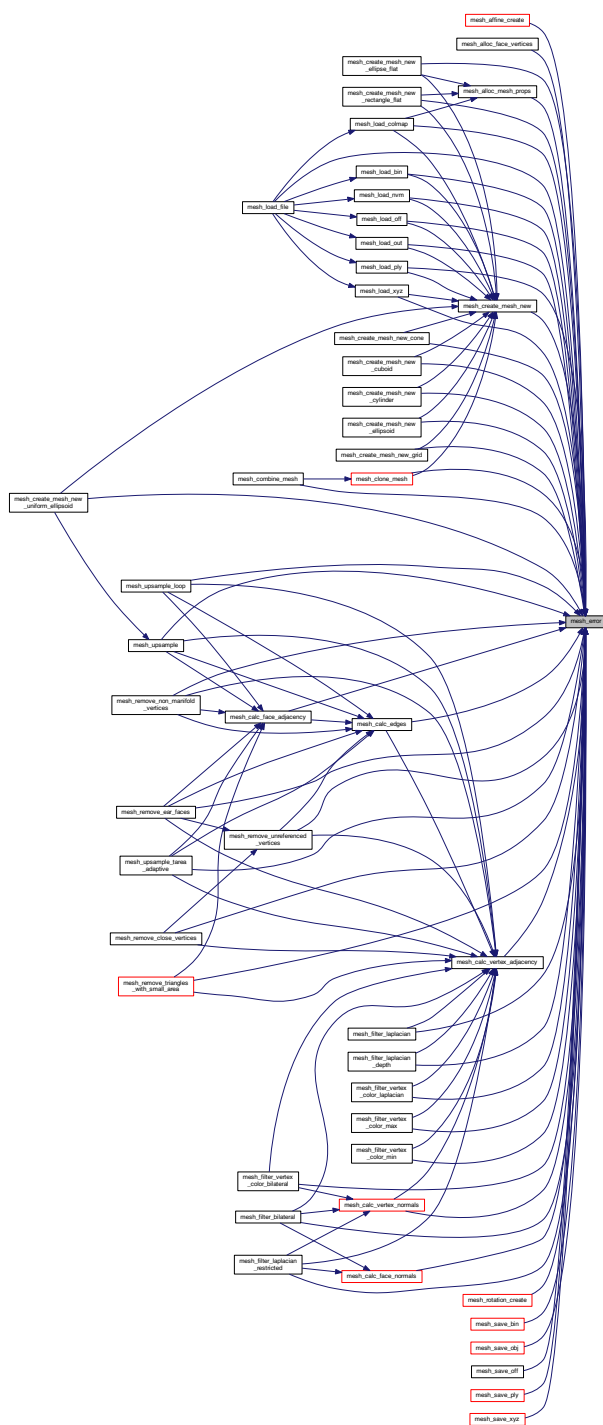 mesh_affine_create
mesh_alloc_face_vertices
mesh_create_mesh_new
_ellipse_flat
mesh_alloc_mesh_props
mesh_create_mesh_new
_rectangle_flat
mesh_load_colmap
mesh_load_bin
mesh_load_nvm
mesh_load_file
mesh_load_off
mesh_load_out
mesh_load_ply
mesh_load_xyz
mesh_create_mesh_new
mesh_create_mesh_new_cone
mesh_create_mesh_new
_cuboid
mesh_create_mesh_new
_cylinder
mesh_create_mesh_new
_ellipsoid
mesh_create_mesh_new_grid
mesh_combine_mesh
mesh_clone_mesh
mesh_create_mesh_new
_uniform_ellipsoid
mesh_upsample_loop
mesh_error
mesh_upsample
mesh_remove_non_manifold
_vertices
mesh_calc_face_adjacency
mesh_calc_edges
mesh_remove_ear_faces
mesh_remove_unreferenced
_vertices
mesh_upsample_tarea
_adaptive
mesh_remove_close_vertices
mesh_calc_vertex_adjacency
mesh_remove_triangles
_with_small_area
mesh_filter_laplacian
mesh_filter_laplacian
_depth
mesh_filter_vertex
_color_laplacian
mesh_filter_vertex
_color_max
mesh_filter_vertex
_color_min
mesh_filter_vertex
_color_bilateral
mesh_calc_vertex_normals
mesh_filter_bilateral
mesh_filter_laplacian
_restricted
mesh_calc_face_normals
mesh_rotation_create
mesh_save_bin
mesh_save_obj
mesh_save_off
mesh_save_ply
mesh_save_xyz